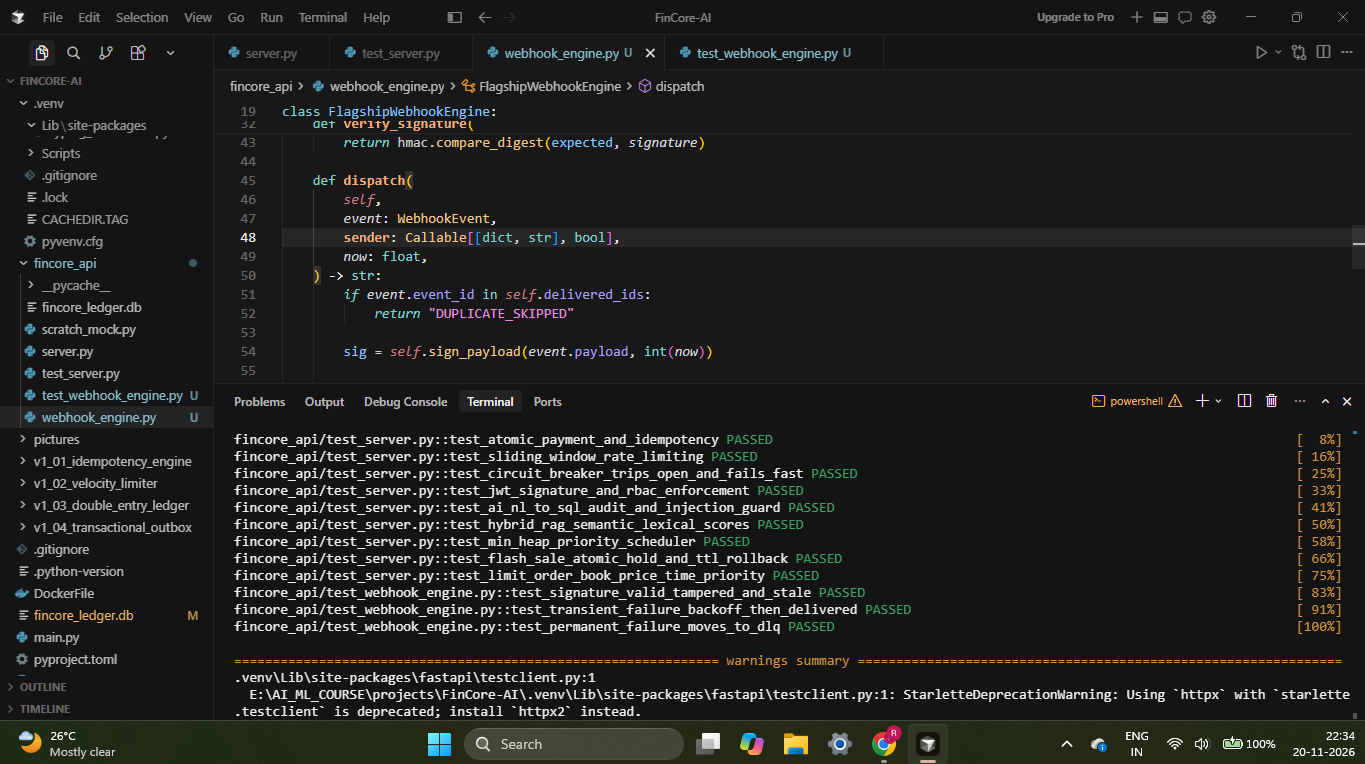 File Edit Selection View Go Run Terminal Help
FinCore-AI
Upgrade to Pro
server.py
test_server.py
webhook_engine.py U
test_webhook_engine.py U
FINCORE-AI
.venv
Lib\site-packages
Scripts
.gitignore
.lock
CACHEDIR.TAG
pyvenv.cfg
fincore_api
__pycache__
fincore_ledger.db
scratch_mock.py
server.py
test_server.py
test_webhook_engine.py U
webhook_engine.py U
pictures
v1_01_idempotency_engine
v1_02_velocity_limiter
v1_03_double_entry_ledger
v1_04_transactional_outbox
.gitignore
.python-version
DockerFile
fincore_ledger.db M
main.py
pyproject.toml
OUTLINE
TIMELINE
fincore_api > webhook_engine.py > FlagshipWebhookEngine > dispatch
19 class FlagshipWebhookEngine:
32 def verify_signature(
43 return hmac.compare_digest(expected, signature)
44
45 def dispatch(
46 self,
47 event: WebhookEvent,
48 sender: Callable[[dict, str], bool],
49 now: float,
50 ) -> str:
51 if event.event_id in self.delivered_ids:
52 return "DUPLICATE_SKIPPED"
53
54 sig = self.sign_payload(event.payload, int(now))
55
Problems Output Debug Console Terminal Ports
powershell
fincore_api/test_server.py::test_atomic_payment_and_idempotency PASSED [ 8%]
fincore_api/test_server.py::test_sliding_window_rate_limiting PASSED [ 16%]
fincore_api/test_server.py::test_circuit_breaker_trips_open_and_fails_fast PASSED [ 25%]
fincore_api/test_server.py::test_jwt_signature_and_rbac_enforcement PASSED [ 33%]
fincore_api/test_server.py::test_ai_nl_to_sql_audit_and_injection_guard PASSED [ 41%]
fincore_api/test_server.py::test_hybrid_rag_semantic_lexical_scores PASSED [ 50%]
fincore_api/test_server.py::test_min_heap_priority_scheduler PASSED [ 58%]
fincore_api/test_server.py::test_flash_sale_atomic_hold_and_ttl_rollback PASSED [ 66%]
fincore_api/test_server.py::test_limit_order_book_price_time_priority PASSED [ 75%]
fincore_api/test_webhook_engine.py::test_signature_valid_tampered_and_stale PASSED [ 83%]
fincore_api/test_webhook_engine.py::test_transient_failure_backoff_then_delivered PASSED [ 91%]
fincore_api/test_webhook_engine.py::test_permanent_failure_moves_to_dlq PASSED [100%]
=============================================================== warnings summary ===============================================================
.venv\Lib\site-packages\fastapi\testclient.py:1
E:\AI_ML_COURSE\projects\FinCore-AI\.venv\Lib\site-packages\fastapi\testclient.py:1: StarletteDeprecationWarning: Using `httpx` with `starlette
.testclient` is deprecated; install `httpx2` instead.
26°C
Mostly clear
Search
R
ENG
IN
100%
22:34
20-11-2026